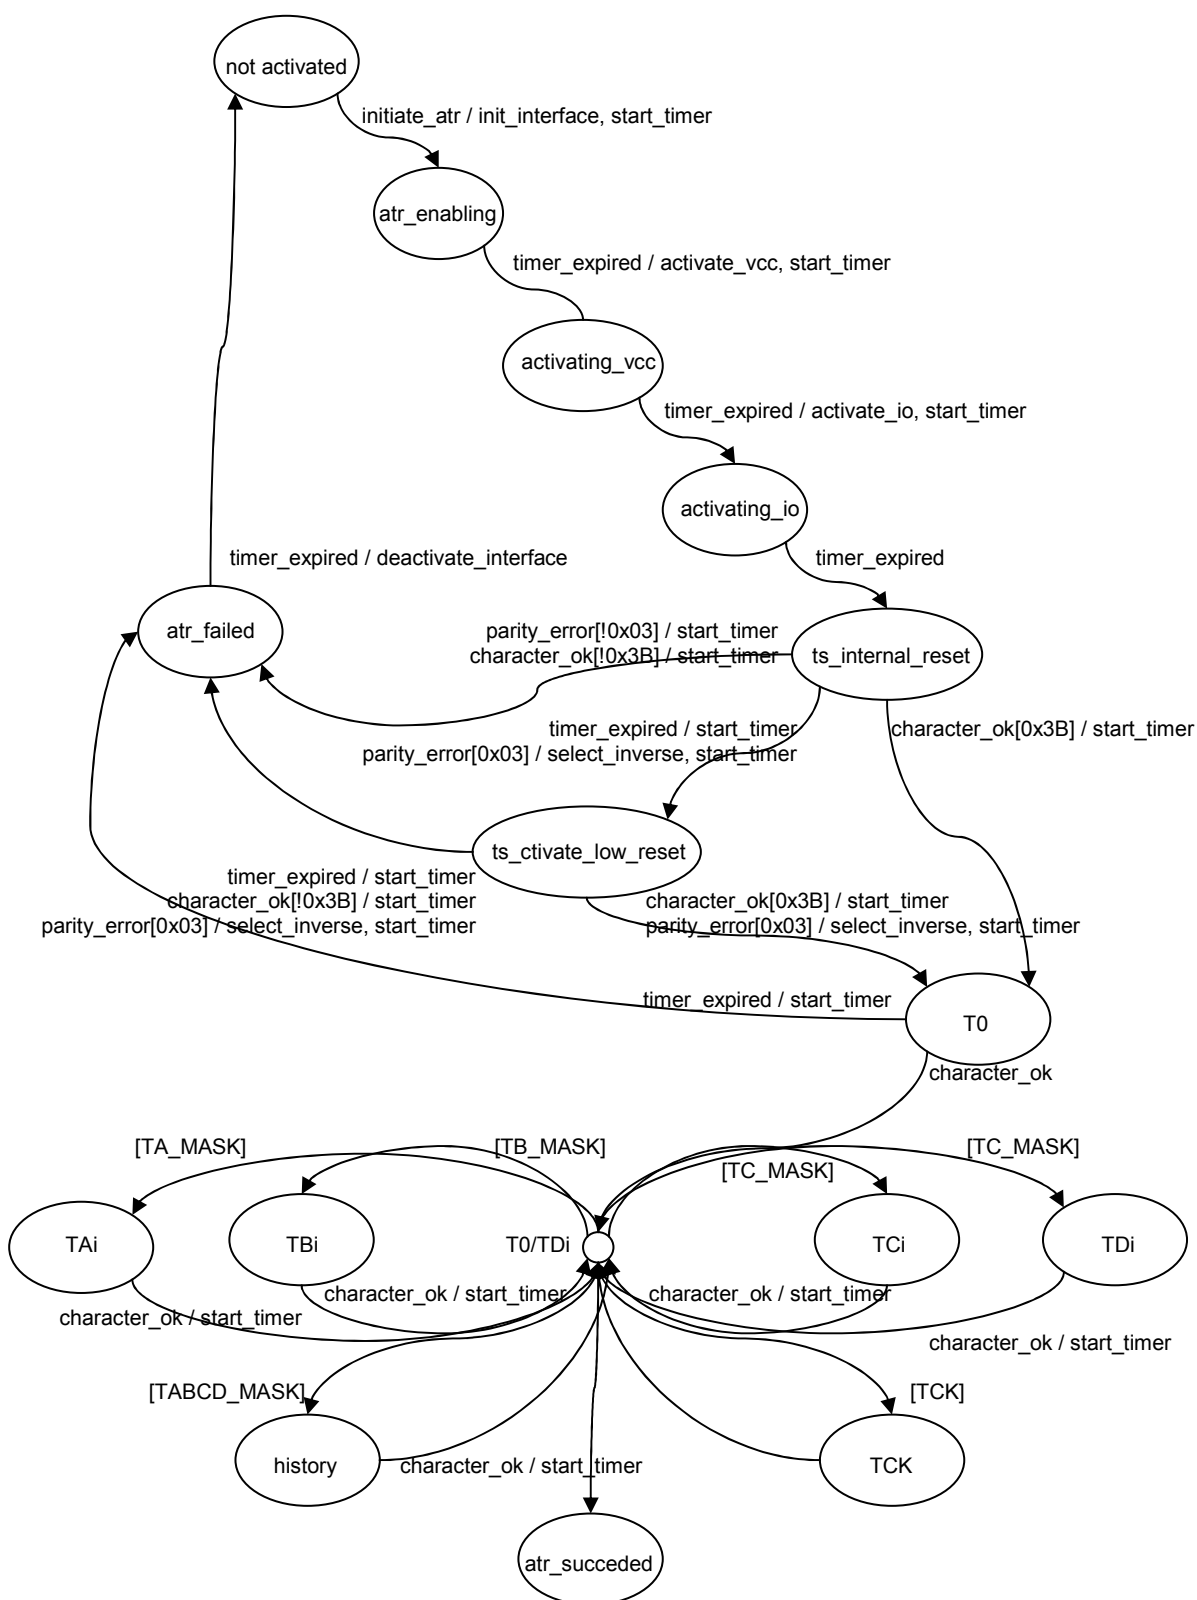 not activated
initiate_atr / init_interface, start_timer
atr_enabling
timer_expired / activate_vcc, start_timer
activating_vcc
timer_expired / activate_io, start_timer
activating_io
timer_expired / deactivate_interface
timer_expired
atr_failed
parity_error[!0x03] / start_timer
character_ok[!0x3B] / start_timer
ts_internal_reset
timer_expired / start_timer
parity_error[0x03] / select_inverse, start_timer
character_ok[0x3B] / start_timer
ts_ctivate_low_reset
timer_expired / start_timer
character_ok[!0x3B] / start_timer
parity_error[0x03] / select_inverse, start_timer
character_ok[0x3B] / start_timer
parity_error[0x03] / select_inverse, start_timer
timer_expired / start_timer
T0
character_ok
[TA_MASK]
[TB_MASK]
[TC_MASK]
[TC_MASK]
TAi
TBi
T0/TDi
TCi
TDi
character_ok / start_timer
character_ok / start_timer
character_ok / start_timer
character_ok / start_timer
[TABCD_MASK]
[TCK]
history
character_ok / start_timer
TCK
atr_succeded